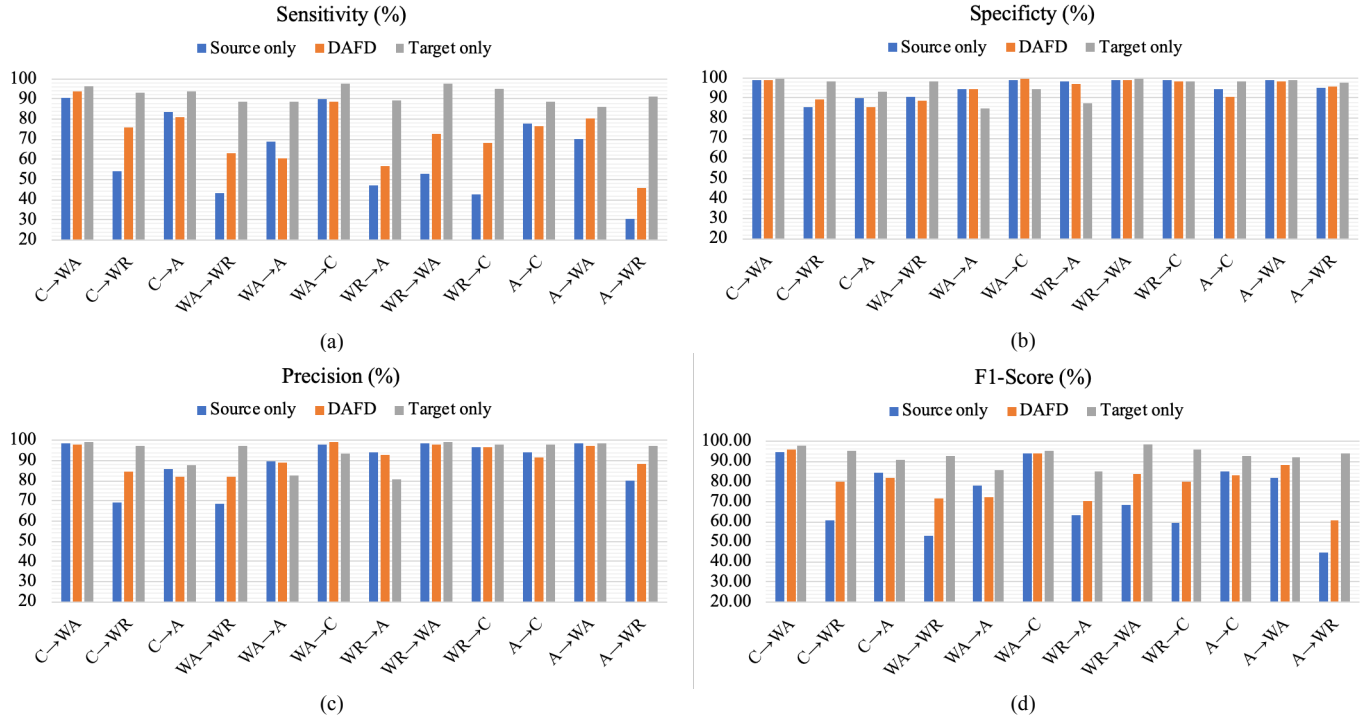 Sensitivity (%)
Source only DAFD Target only
100
90
80
70
60
50
40
30
20
C→WA C→WR C→A WA→WR WA→A WA→C WR→A WR→WA WR→C A→C A→WA A→WR
(a)
Specificty (%)
Source only DAFD Target only
100
90
80
70
60
50
40
30
20
C→WA C→WR C→A WA→WR WA→A WA→C WR→A WR→WA WR→C A→C A→WA A→WR
(b)
Precision (%)
Source only DAFD Target only
100
90
80
70
60
50
40
30
20
C→WA C→WR C→A WA→WR WA→A WA→C WR→A WR→WA WR→C A→C A→WA A→WR
(c)
F1-Score (%)
Source only DAFD Target only
100.00
90.00
80.00
70.00
60.00
50.00
40.00
30.00
20.00
C→WA C→WR C→A WA→WR WA→A WA→C WR→A WR→WA WR→C A→C A→WA A→WR
(d)